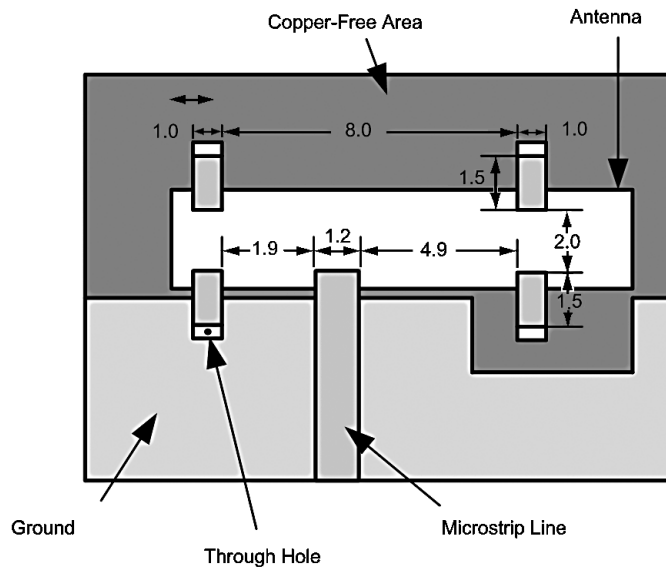 Copper-Free Area
Antenna
1.0
8.0
1.0
1.5
1.2
1.9
4.9
2.0
1.5
Ground
Through Hole
Microstrip Line